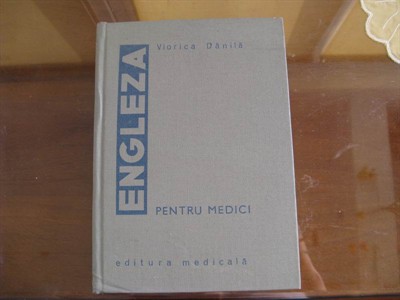 Viorica Dănilă
ENGLEZA
PENTRU MEDICI
editura medicală